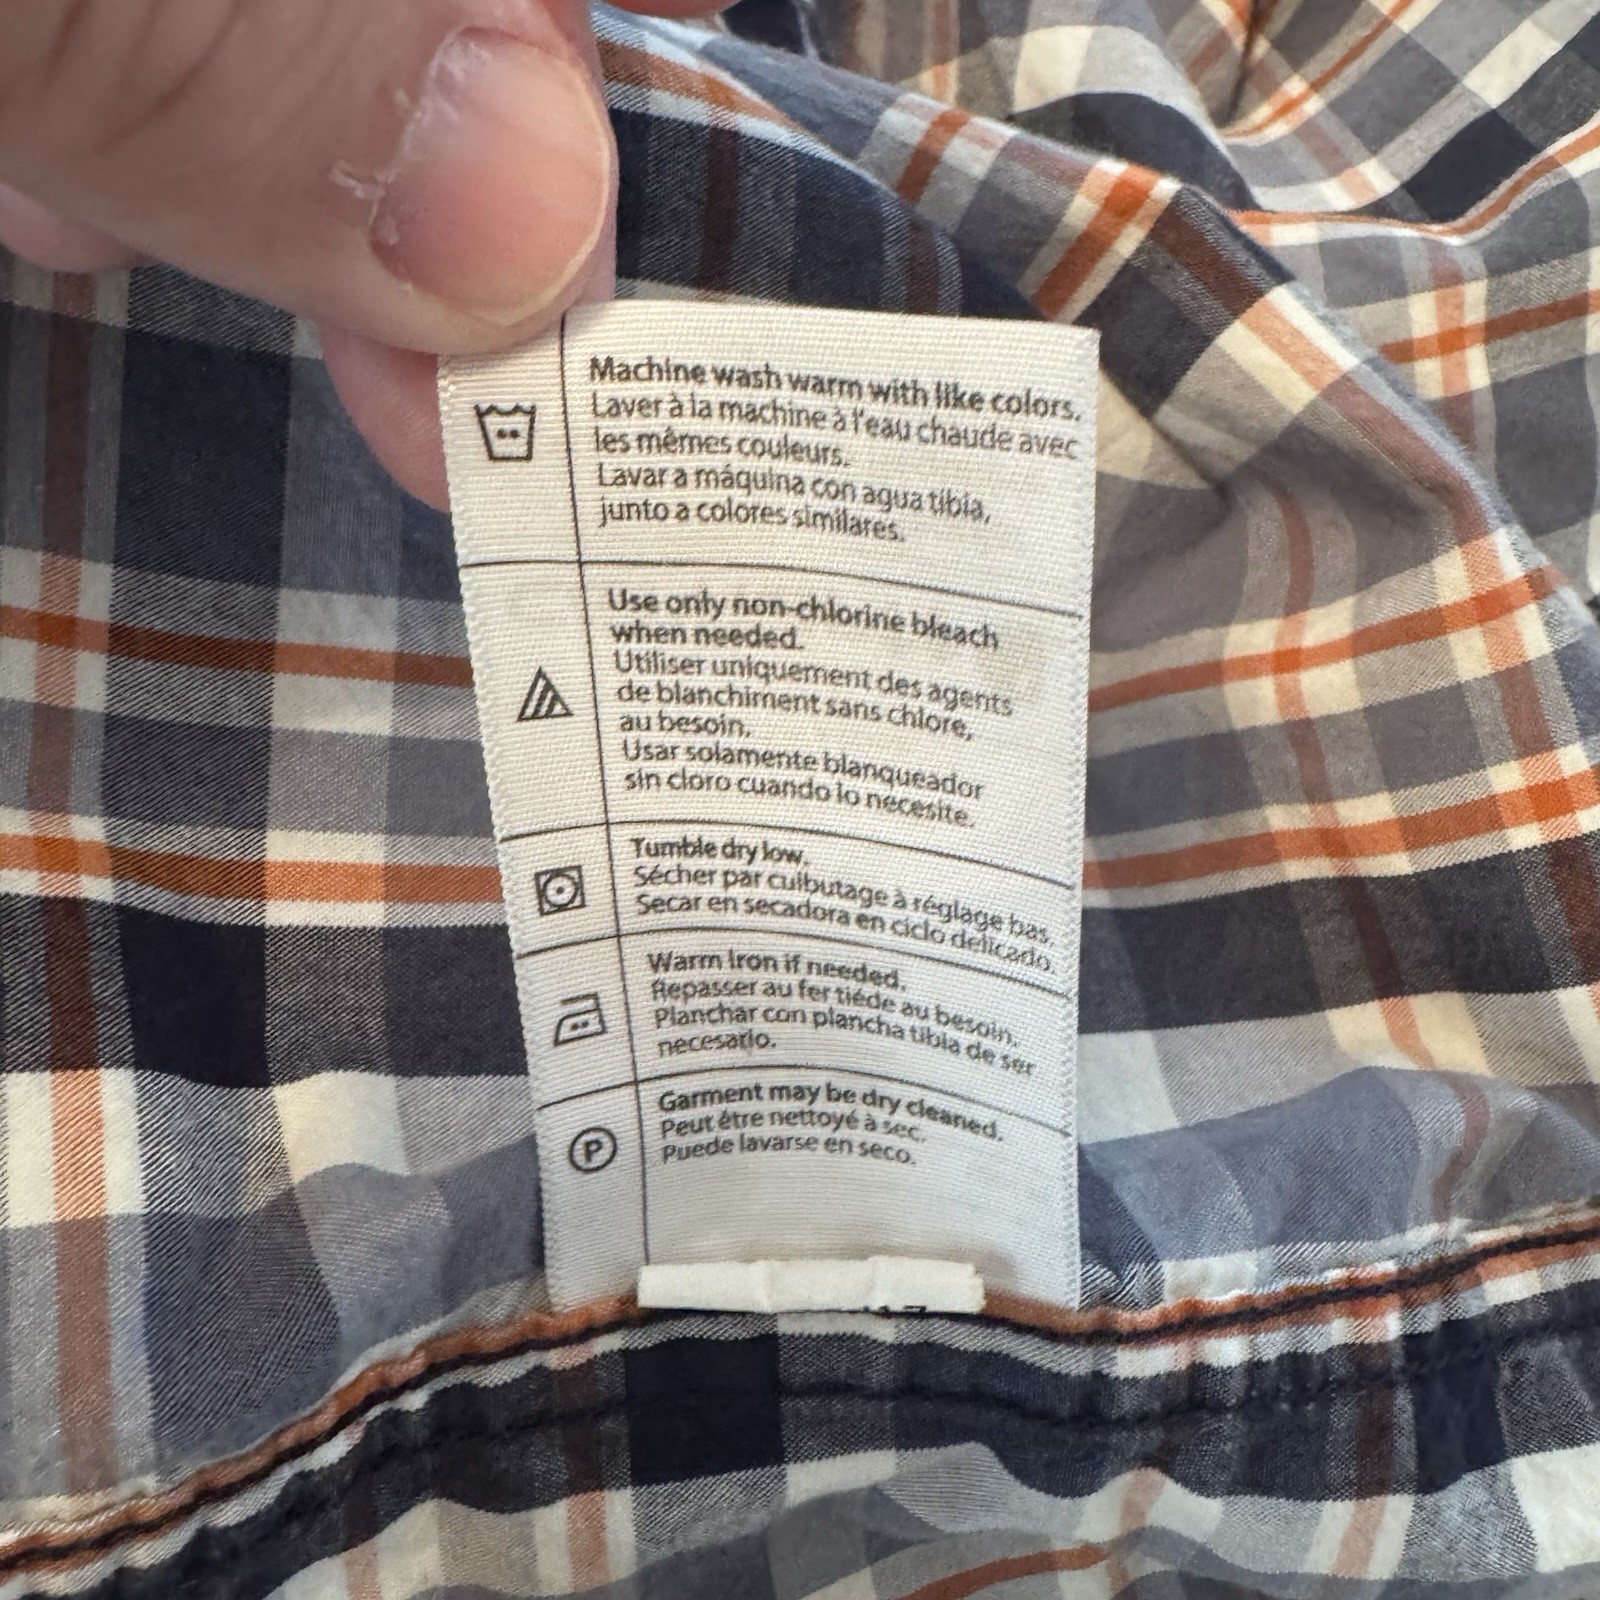 Machine wash warm with like colors.
Laver à la machine à l'eau chaude avec
les mêmes couleurs.
Lavar a máquina con agua tibia,
junto a colores similares.
Use only non-chlorine bleach
when needed.
Utiliser uniquement des agents
de blanchiment sans chlore,
au besoin.
Usar solamente blanqueador
sin cloro cuando lo necesite.
Tumble dry low.
Sécher par culbutage à réglage bas.
Secar en secadora en ciclo delicado.
Warm iron if needed.
Repasser au fer tiéde au besoin.
Planchar con plancha tibia de ser
necesario.
P
Garment may be dry cleaned.
Peut être nettoyé à sec.
Puede lavarse en seco.